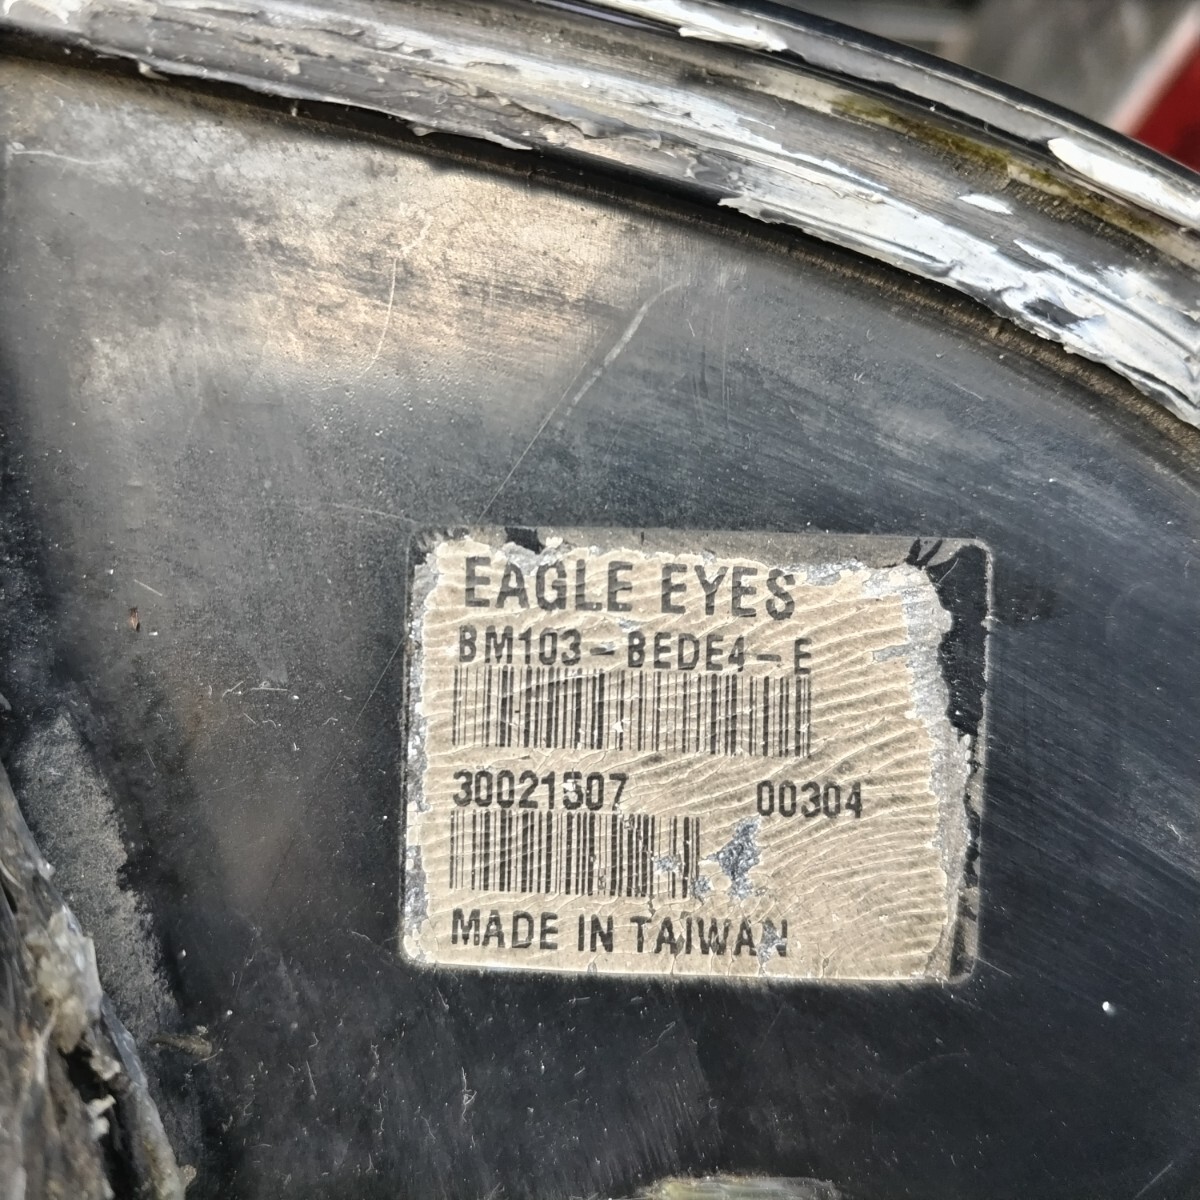 EAGLE EYES
BM103-BEDE4-E
30021507 00304
MADE IN TAIWAN